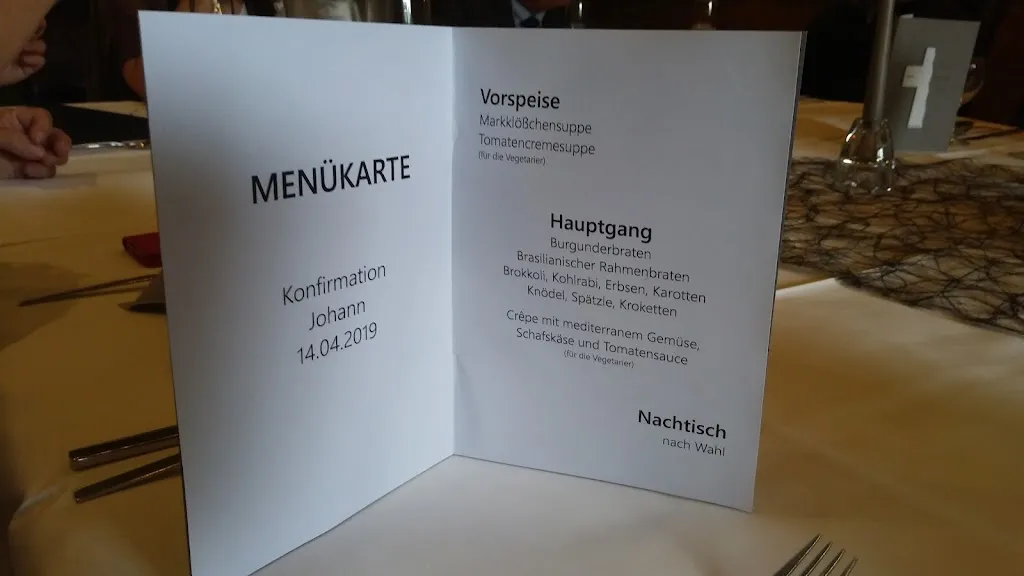 MENÜKARTE
Konfirmation
Johann
14.04.2019
Vorspeise
Markklößchensuppe
Tomatencremesuppe
(für die Vegetarier)
Hauptgang
Burgunderbraten
Brasilianischer Rahmenbraten
Brokkoli, Kohlrabi, Erbsen, Karotten
Knödel, Spätzle, Kroketten
Crêpe mit mediterranem Gemüse,
Schafskäse und Tomatensauce
(für die Vegetarier)
Nachtisch
nach Wahl